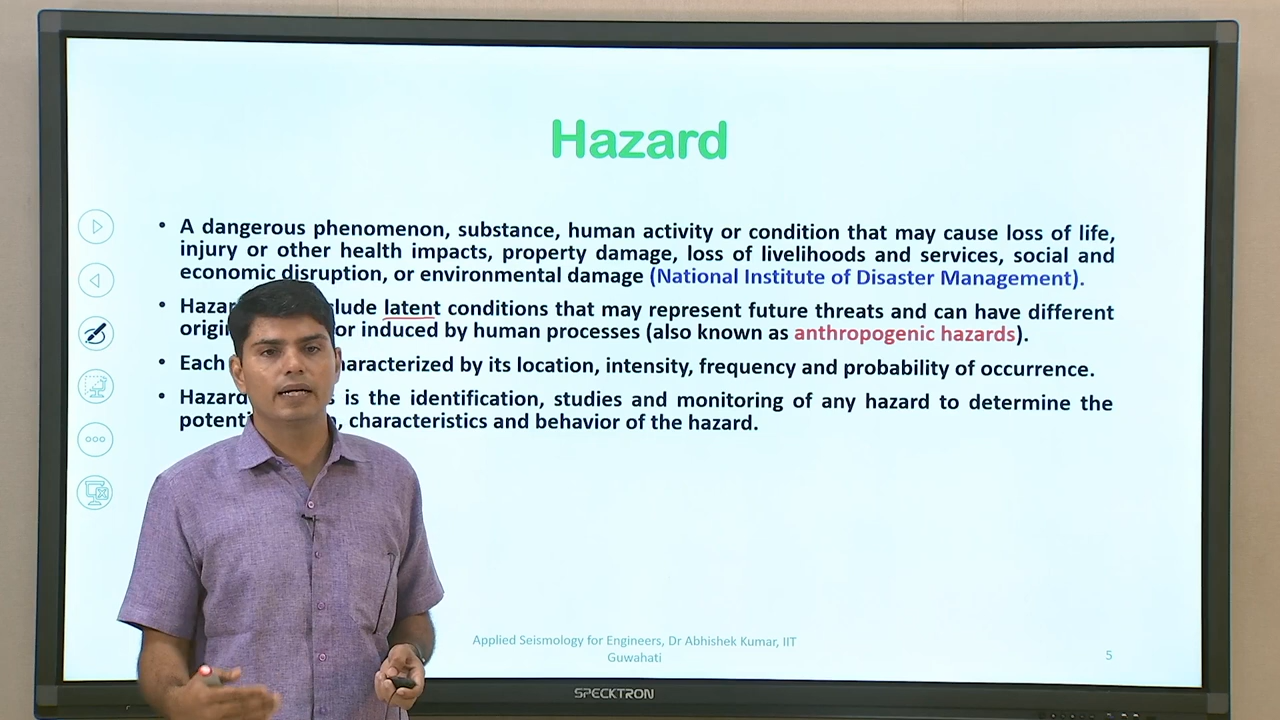 Hazard
• A dangerous phenomenon, substance, human activity or condition that may cause loss of life,
injury or other health impacts, property damage, loss of livelihoods and services, social and
economic disruption, or environmental damage (National Institute of Disaster Management).
• latent conditions that may represent future threats and can have different
or induced by human processes (also known as anthropogenic hazards).
• Each characterized by its location, intensity, frequency and probability of occurrence.
• Hazard is the identification, studies and monitoring of any hazard to determine the
characteristics and behavior of the hazard.
Applied Seismology for Engineers, Dr Abhishek Kumar, IIT
Guwahati
5
SPECKTRON